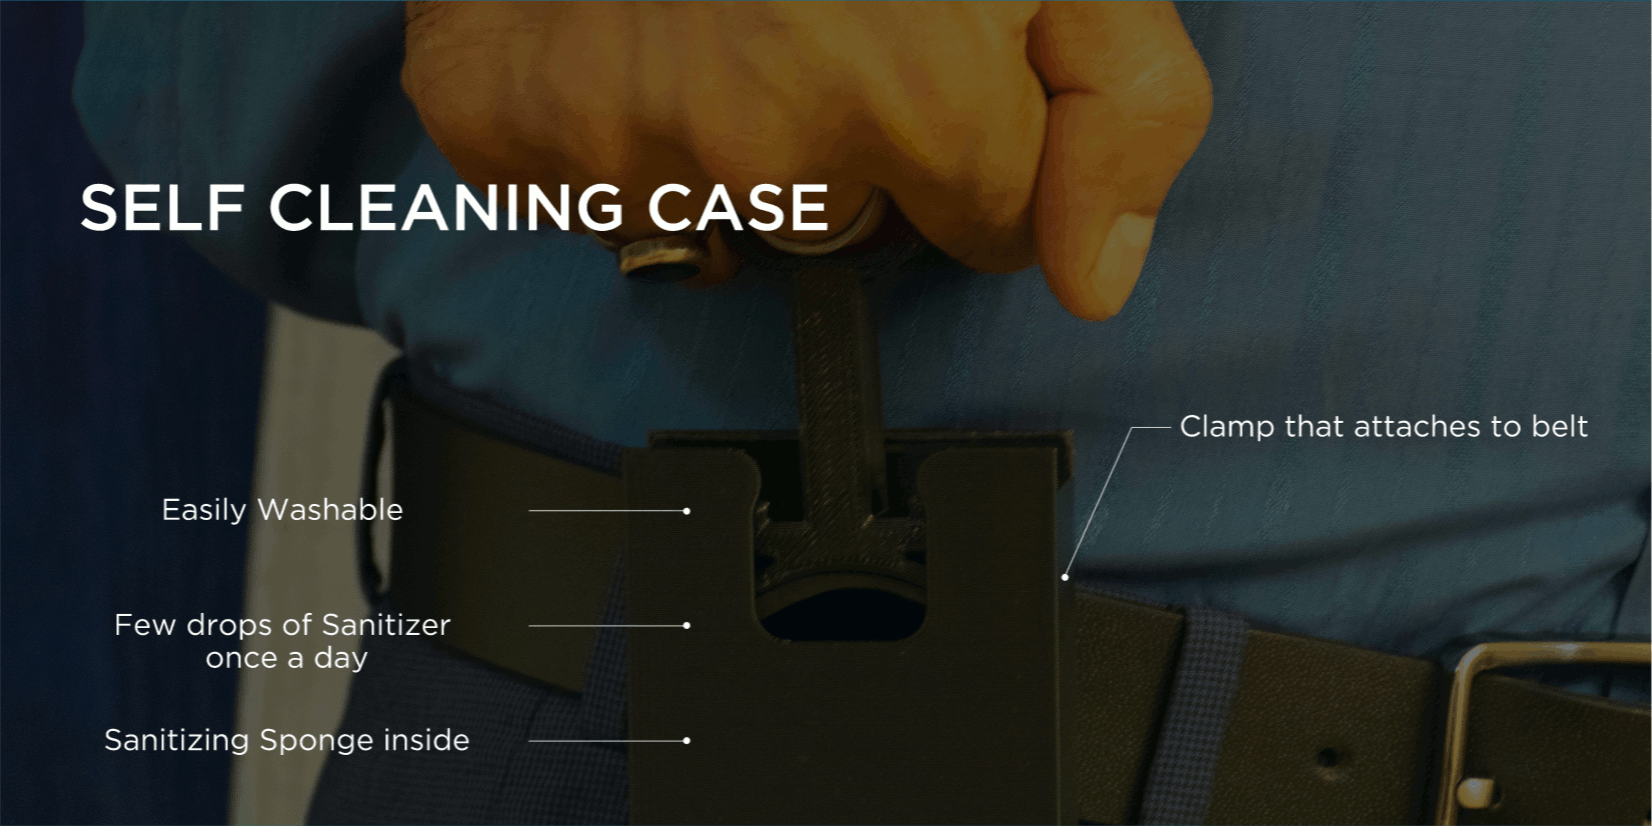 SELF CLEANING CASE
Clamp that attaches to belt
Easily Washable
Few drops of Sanitizer
once a day
Sanitizing Sponge inside